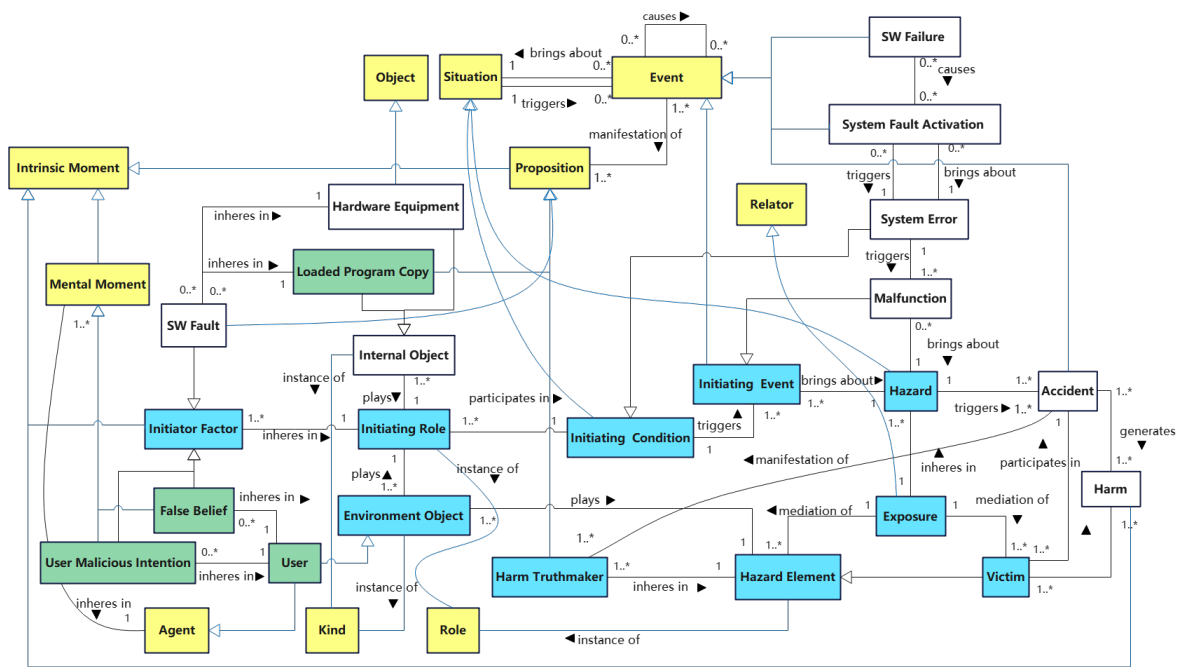 causes ▶
SW Failure
0..*
0..*
◀ brings about
Object
Situation
1
0..*
Event
causes
▼
1
triggers ▶
0..*
0..*
1..*
System Fault Activation
manifestation of
▼
0..*
0..*
Intrinsic Moment
Proposition
1..*
triggers
▼
brings about
▼
1
Hardware Equipment
Relator
1
1
inheres in ▶
System Error
inheres in ▶
Loaded Program Copy
1
triggers
▼
1
Mental Moment
0..*
0..*
1..*
Malfunction
1..*
SW Fault
0..*
Internal Object
brings about
▼
instance of
▼
1..*
Initiating Event
brings about
▶
1
Hazard
1
1..*
Accident
plays▼
participates in ▶
1
1..*
1..*
1
triggers ▶
1..*
1..*
1
1..*
1
1..*
1
▲
Initiator Factor
inheres in ▶
Initiating Role
Initiating Condition
triggers
1
1
1
generates
▼
plays▲
1
instance of
▼
◀ manifestation of
▲
inheres in
▲
participates in
1..*
False Belief
inheres in ▶
1..*
plays ▶
1
Harm
0..*
1
Environment Object
1..*
◀ mediation of
1
Exposure
1
mediation of
▼
User Malicious Intention
0..*
1
User
1..*
1
1..*
1..*
1..*
▲
inheres in ▶
Harm Truthmaker
1..*
1
Hazard Element
Victim
1..*
inheres in ▶
instance of
▼
inheres in
▼
1
Agent
Kind
Role
◀ instance of